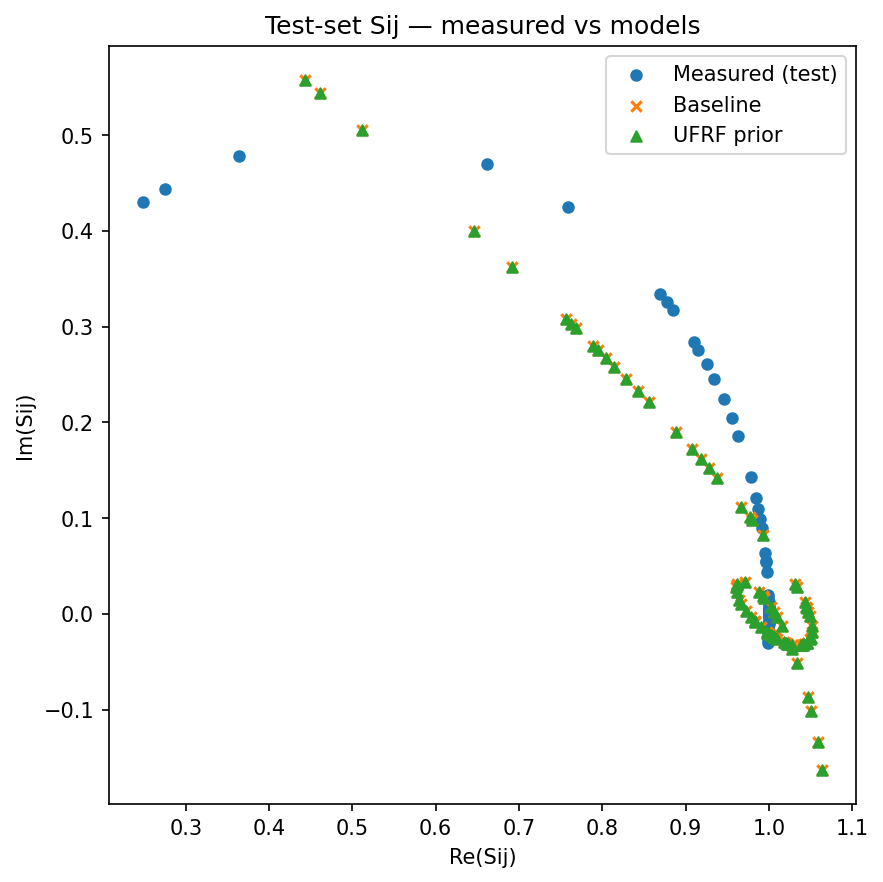 Test-set Sij — measured vs models
Measured (test)
Baseline
UFRF prior
Im(Sij)
0.5
0.4
0.3
0.2
0.1
0.0
−0.1
0.3 0.4 0.5 0.6 0.7 0.8 0.9 1.0 1.1
Re(Sij)